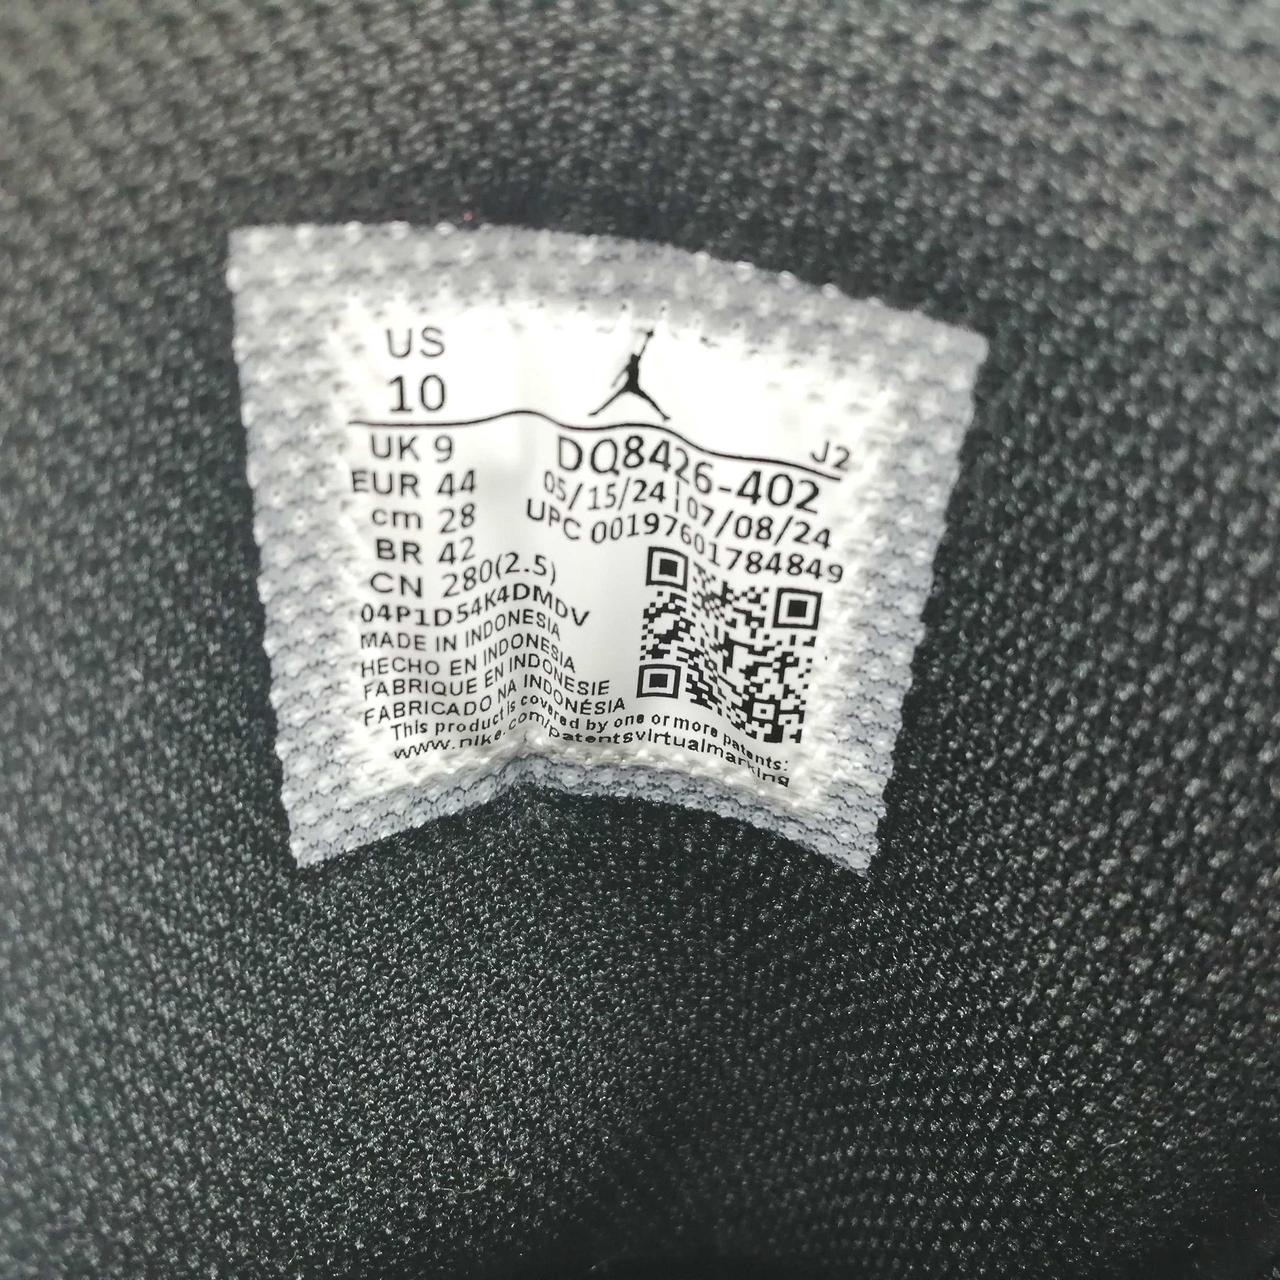 US
10
J2
UK 9
EUR 44
cm 28
BR 42
CN 280(2.5)
DQ8426-402
05/15/24|07/08/24
UPC 00197601784849
04P1D54K4DMDV
MADE IN INDONESIA
HECHO EN INDONESIA
FABRIQUE EN INDONESIE
FABRICADO NA INDONÉSIA
This product is covered by one or more patents:
www.nike.com/patentsvirtualmarking